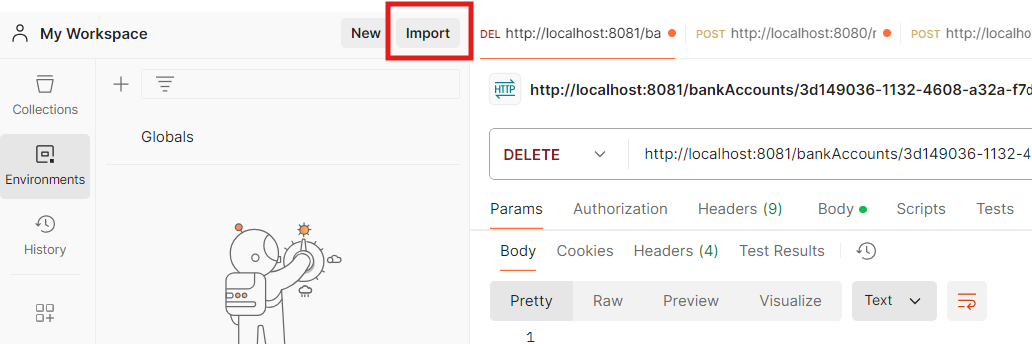 My Workspace
New
Import
DEL http://localhost:8081/ba
POST http://localhost:8080/r
POST http://local
Collections
Environments
History
Globals
HTTP http://localhost:8081/bankAccounts/3d149036-1132-4608-a32a-f7d
DELETE http://localhost:8081/bankAccounts/3d149036-1132-4
Params Authorization Headers (9) Body Scripts Tests
Body Cookies Headers (4) Test Results
Pretty Raw Preview Visualize Text
1